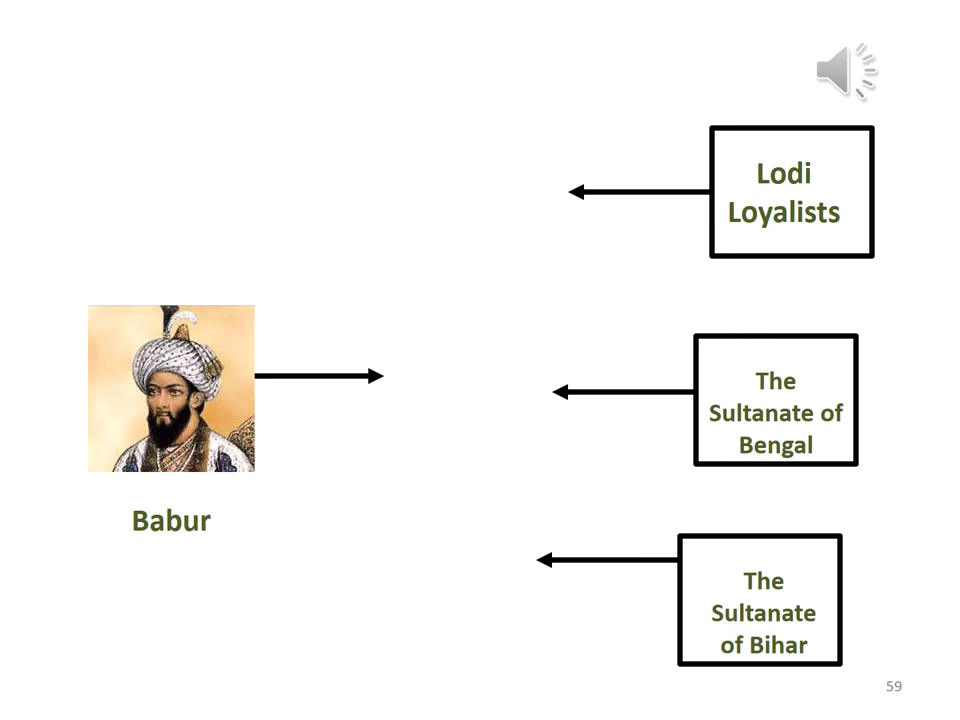 Lodi
Loyalists
The
Sultanate of
Bengal
Babur
The
Sultanate
of Bihar
59